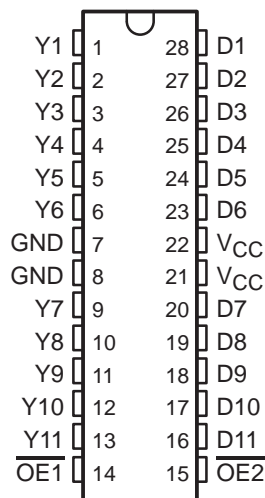 Y1 1 28 D1
Y2 2 27 D2
Y3 3 26 D3
Y4 4 25 D4
Y5 5 24 D5
Y6 6 23 D6
GND 7 22 VCC
GND 8 21 VCC
Y7 9 20 D7
Y8 10 19 D8
Y9 11 18 D9
Y10 12 17 D10
Y11 13 16 D11
O̅E̅1̅ 14 15 O̅E̅2̅